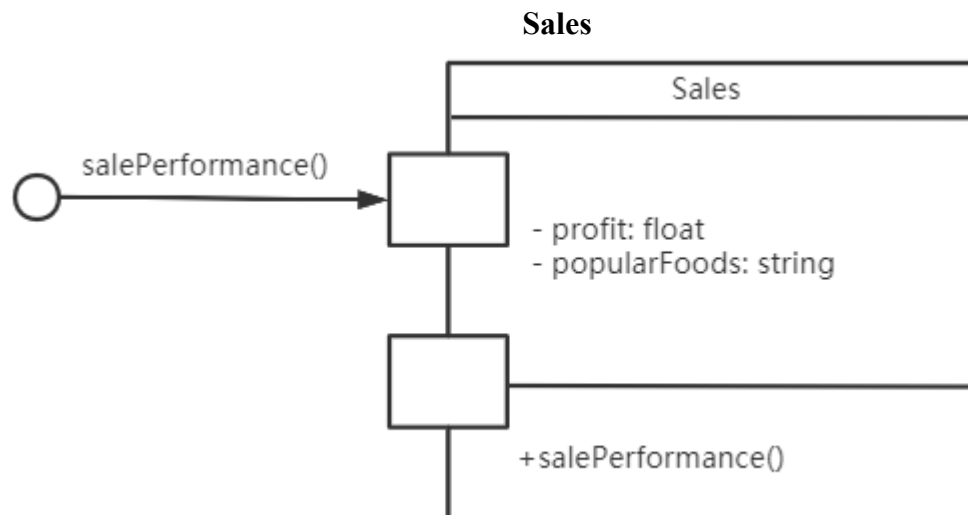 Sales
Sales
salePerformance()
- profit: float
- popularFoods: string
+salePerformance()